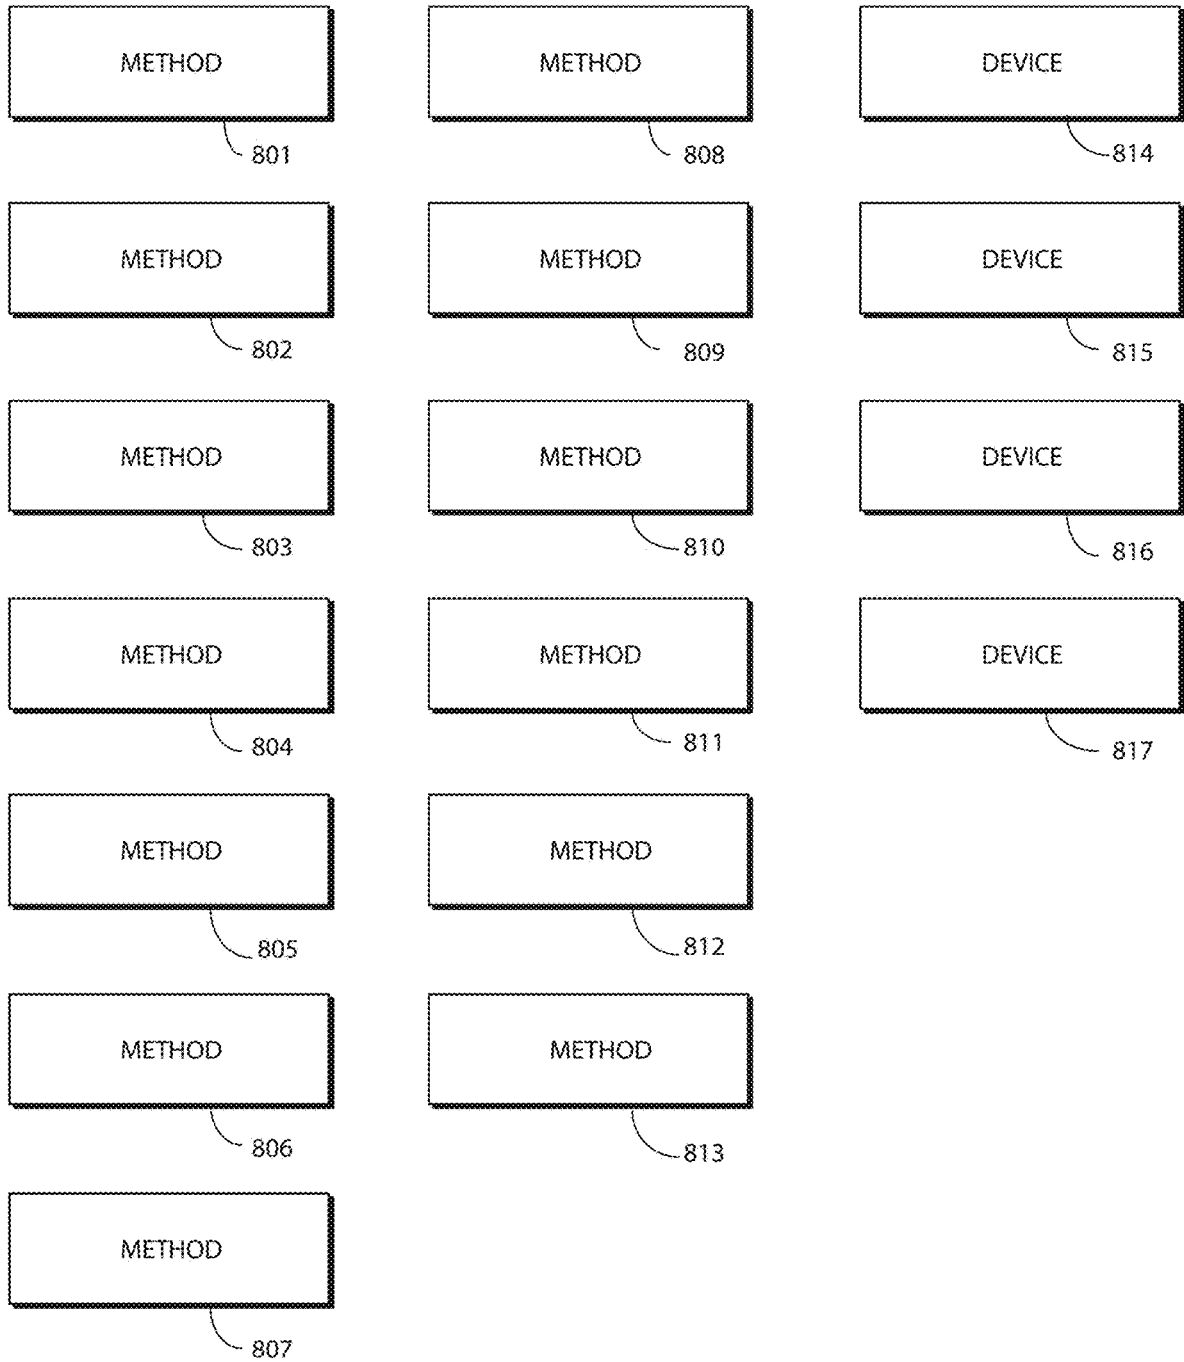 METHOD
801
METHOD
802
METHOD
803
METHOD
804
METHOD
805
METHOD
806
METHOD
807
METHOD
808
METHOD
809
METHOD
810
METHOD
811
METHOD
812
METHOD
813
DEVICE
814
DEVICE
815
DEVICE
816
DEVICE
817